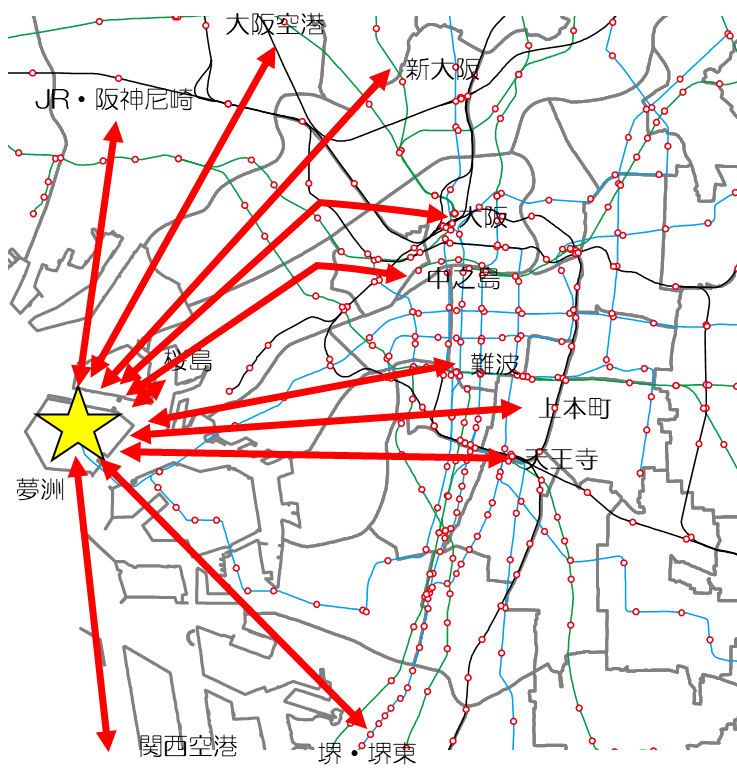 大阪空港
新大阪
JR・阪神尼崎
大阪
中之島
桜島
難波
上本町
天王寺
夢洲
関西空港
堺・堺東